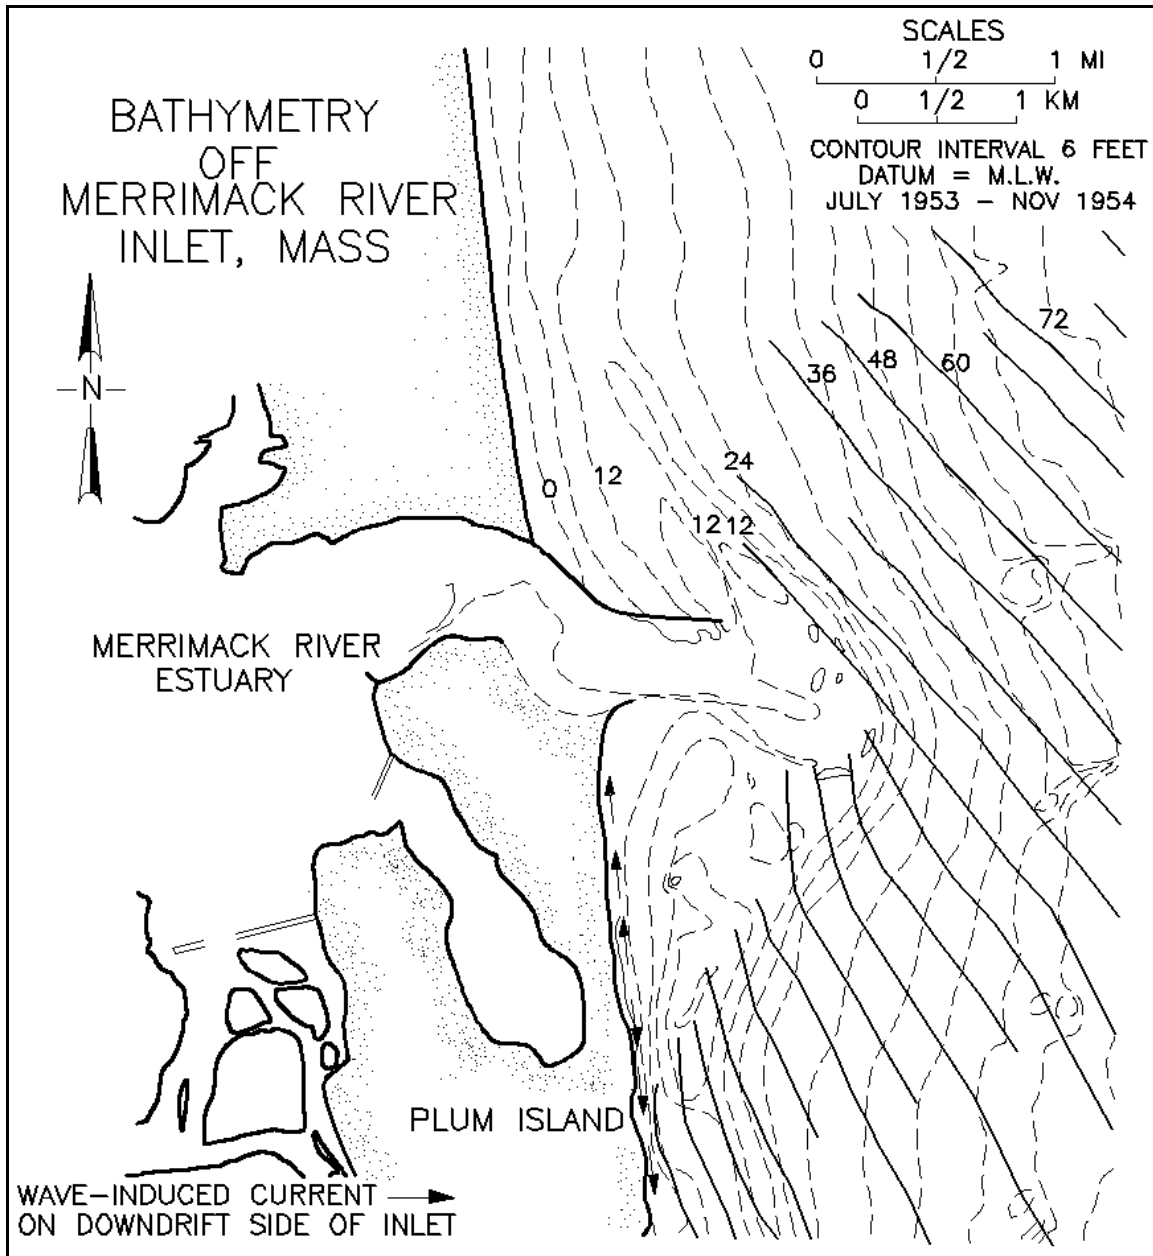 SCALES
0 1/2 1 MI
0 1/2 1 KM
CONTOUR INTERVAL 6 FEET
DATUM = M.L.W.
JULY 1953 - NOV 1954
BATHYMETRY
OFF
MERRIMACK RIVER
INLET, MASS
N
72
60
48
36
24
12
0
12 12
MERRIMACK RIVER
ESTUARY
PLUM ISLAND
WAVE-INDUCED CURRENT
ON DOWNDRIFT SIDE OF INLET